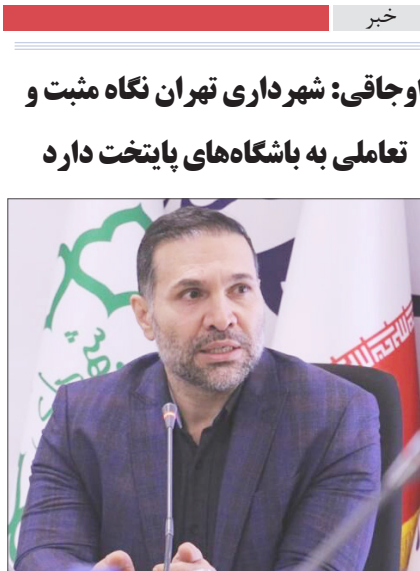 خبر
اوجاقی: شهرداری تهران نگاه مثبت و
تعاملی به باشگاه‌های پایتخت دارد